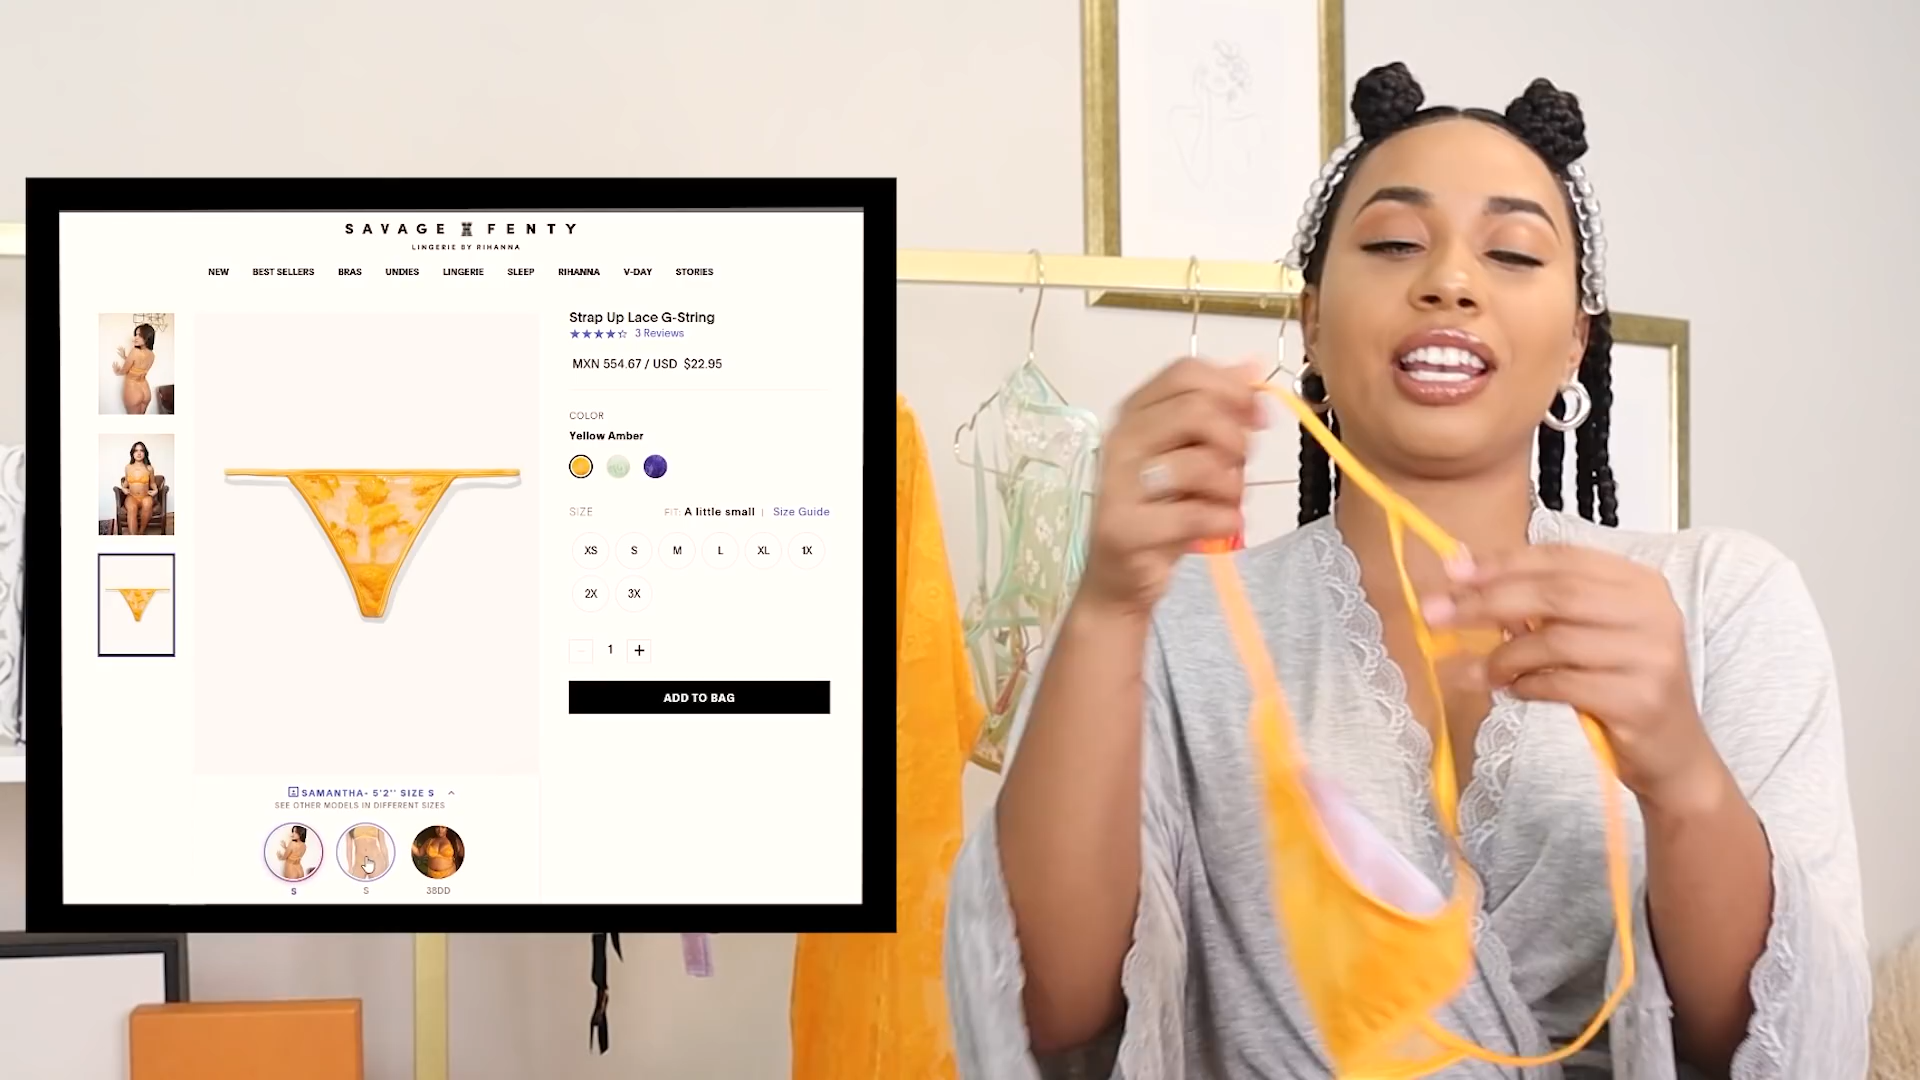 SAVAGE X FENTY
LINGERIE BY RIHANNA
NEW BEST SELLERS BRAS UNDIES LINGERIE SLEEP RIHANNA V-DAY STORIES
Strap Up Lace G-String
3 Reviews
MXN 554.67 / USD $22.95
COLOR
Yellow Amber
SIZE FIT: A little small | Size Guide
XS S M L XL 1X
2X 3X
- 1 +
ADD TO BAG
SAMANTHA- 5'2'' SIZE S
SEE OTHER MODELS IN DIFFERENT SIZES
S S 38DD